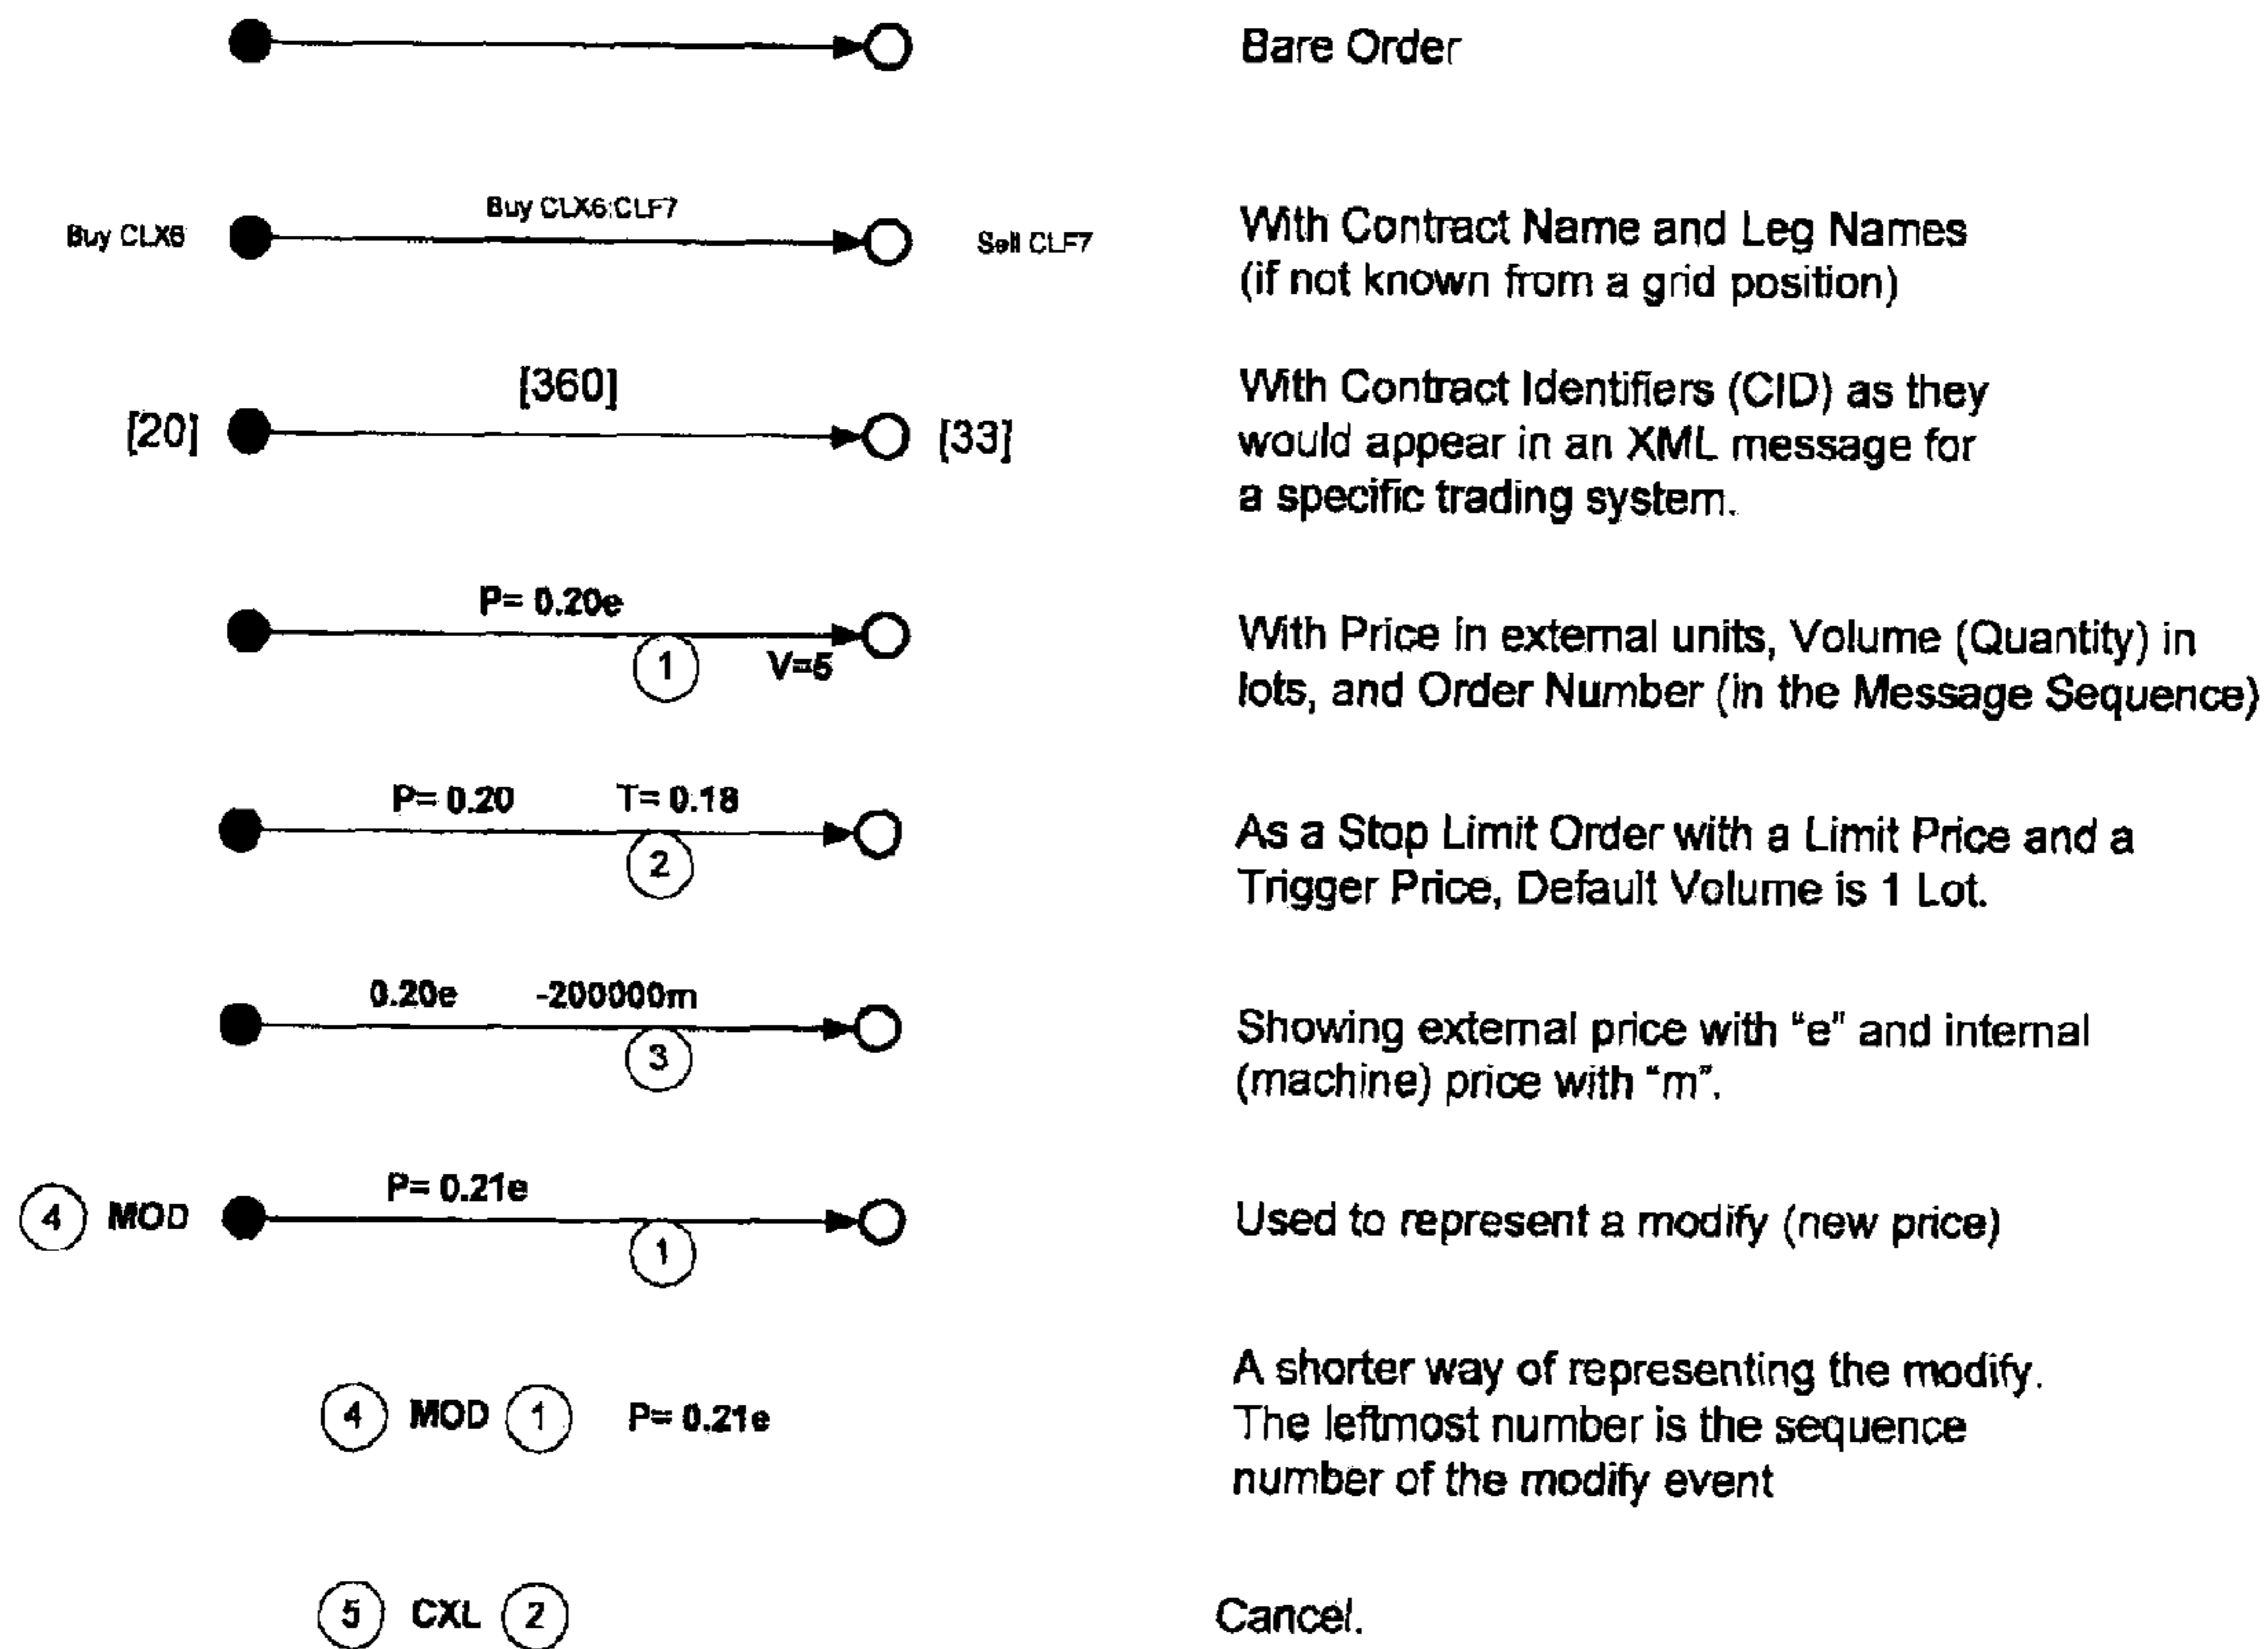 Bare Order
Buy CLX6:CLF7
Buy CLX6
Sell CLF7
With Contract Name and Leg Names
(if not known from a grid position)
[360]
[20]
[33]
With Contract Identifiers (CID) as they
would appear in an XML message for
a specific trading system.
P= 0.20e
1
V=5
With Price in external units, Volume (Quantity) in
lots, and Order Number (in the Message Sequence)
P= 0.20 T= 0.18
2
As a Stop Limit Order with a Limit Price and a
Trigger Price, Default Volume is 1 Lot.
0.20e -200000m
3
Showing external price with “e” and internal
(machine) price with “m”.
4 MOD
P= 0.21e
1
Used to represent a modify (new price)
4 MOD 1 P= 0.21e
A shorter way of representing the modify.
The leftmost number is the sequence
number of the modify event
5 CXL 2
Cancel.